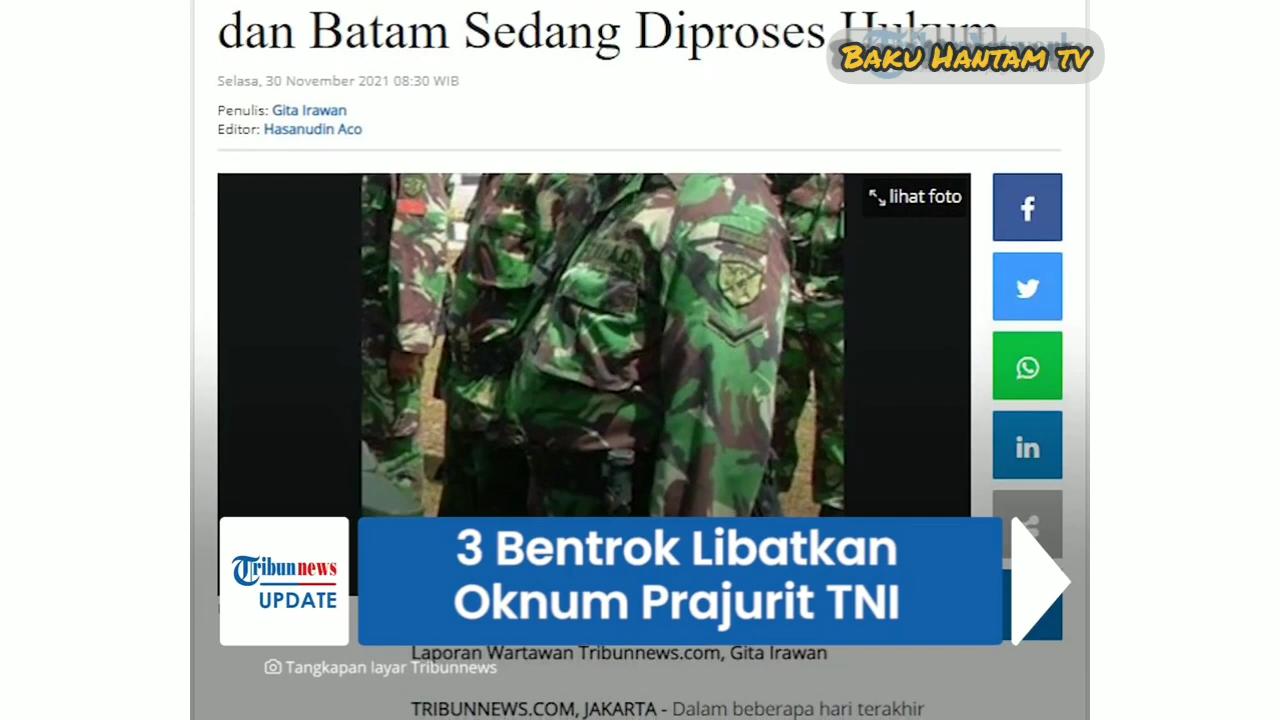 dan Batam Sedang Diproses Hukum
Baku Hantam tv
Selasa, 30 November 2021 08:30 WIB
Penulis: Gita Irawan
Editor: Hasanudin Aco
lihat foto
f
in
3 Bentrok Libatkan
Oknum Prajurit TNI
Tribunnews
UPDATE
Laporan Wartawan Tribunnews.com, Gita Irawan
Tangkapan layar Tribunnews
TRIBUNNEWS.COM, JAKARTA - Dalam beberapa hari terakhir